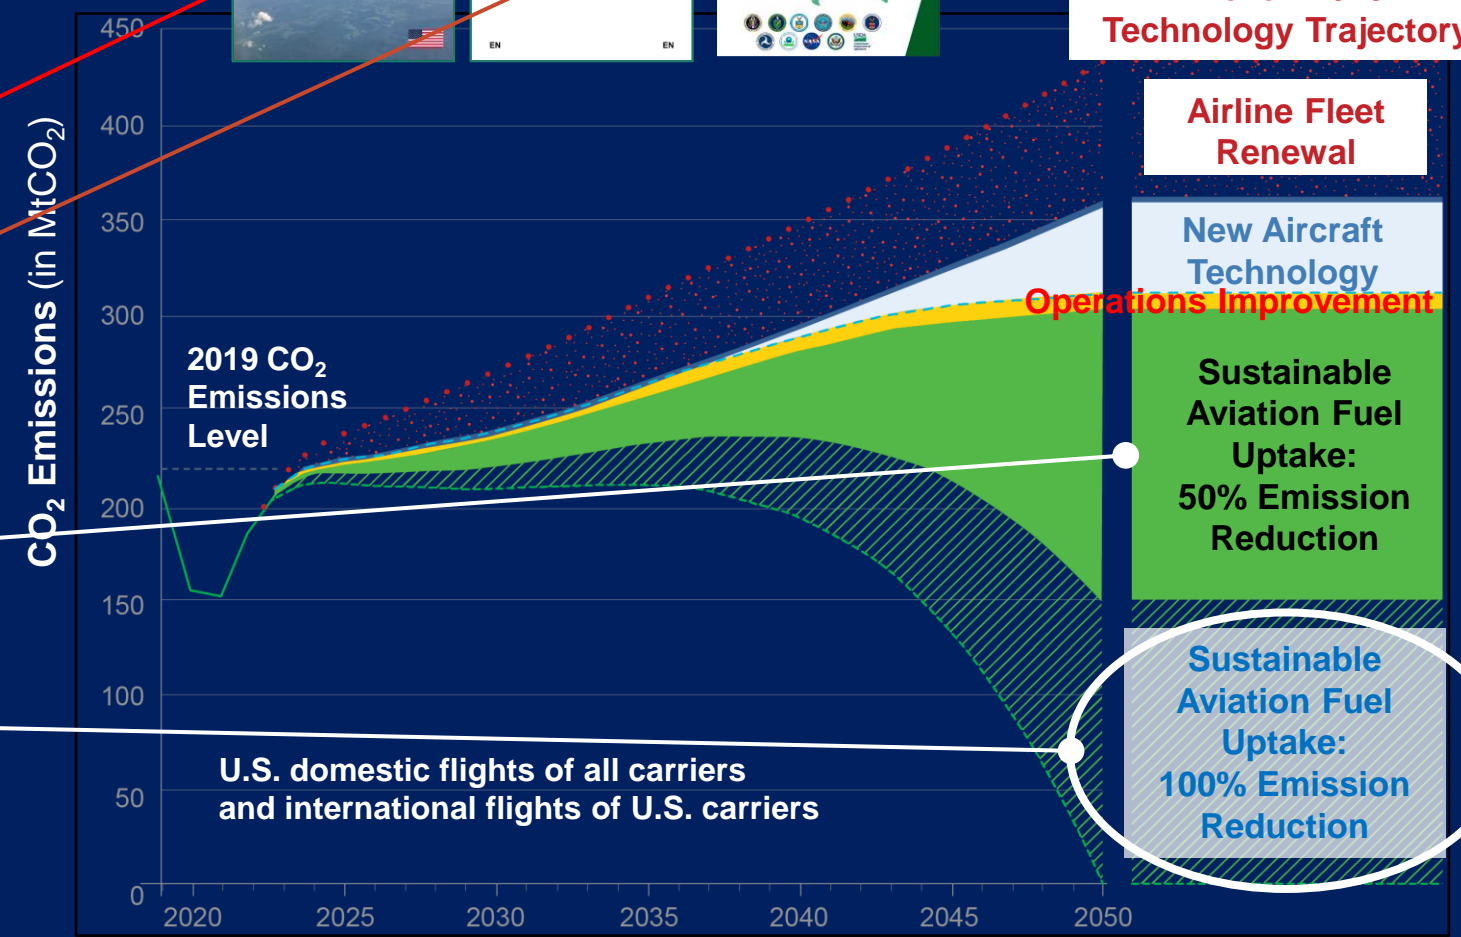 EN EN
Technology Trajectory
450
400
350
300
250
200
150
100
50
0
CO₂ Emissions (in MtCO₂)
Airline Fleet
Renewal
New Aircraft
Technology
Operations Improvement
2019 CO₂
Emissions
Level
Sustainable
Aviation Fuel
Uptake:
50% Emission
Reduction
Sustainable
Aviation Fuel
Uptake:
100% Emission
Reduction
U.S. domestic flights of all carriers
and international flights of U.S. carriers
2020 2025 2030 2035 2040 2045 2050